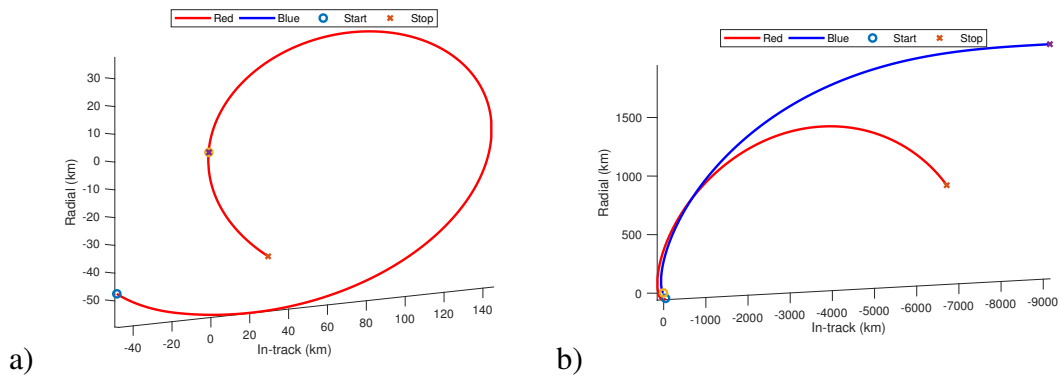 Red Blue Start Stop
30
20
10
0
-10
-20
-30
-40
-50
Radial (km)
-40 -20 0 20 40 60 80 100 120 140
In-track (km)
a)
Red Blue Start Stop
1500
1000
500
0
Radial (km)
0 -1000 -2000 -3000 -4000 -5000 -6000 -7000 -8000 -9000
In-track (km)
b)